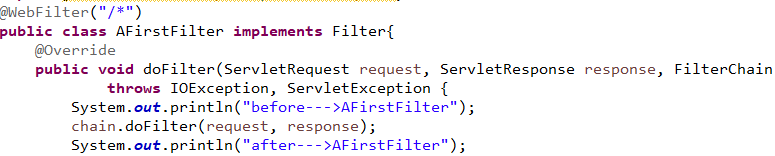 @WebFilter("/*")
public class AFirstFilter implements Filter{
@Override
public void doFilter(ServletRequest request, ServletResponse response, FilterChain
throws IOException, ServletException {
System.out.println("before--->AFirstFilter");
chain.doFilter(request, response);
System.out.println("after--->AFirstFilter");